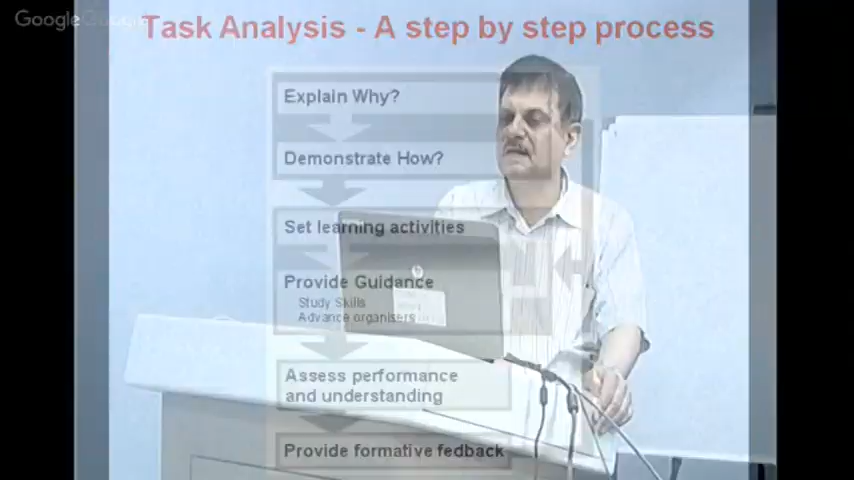 GoogleGoogle
Task Analysis - A step by step process
Explain Why?
Demonstrate How?
Set learning activities
Provide Guidance
Study Skills
Advance organisers
Assess performance
and understanding
Provide formative fedback